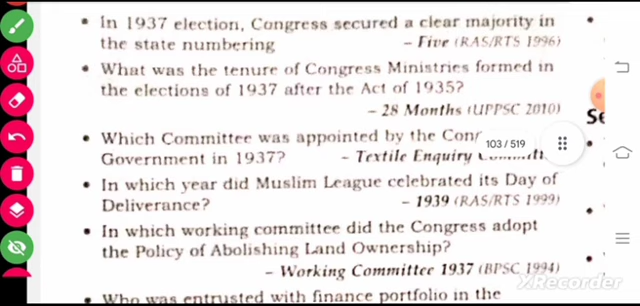 • In 1937 election, Congress secured a clear majority in
the state numbering – Five (RAS/RTS 1996)
• What was the tenure of Congress Ministries formed in
the elections of 1937 after the Act of 1935?
– 28 Months (UPPSC 2010)
• Which Committee was appointed by the
Government in 1937? – Textile Enquiry
103 / 519
• In which year did Muslim League celebrated its Day of
Deliverance? – 1939 (RAS/RTS 1999)
• In which working committee did the Congress adopt
the Policy of Abolishing Land Ownership?
– Working Committee 1937 (BPSC 1994)
• Who was entrusted with finance portfolio in the
XRecorder